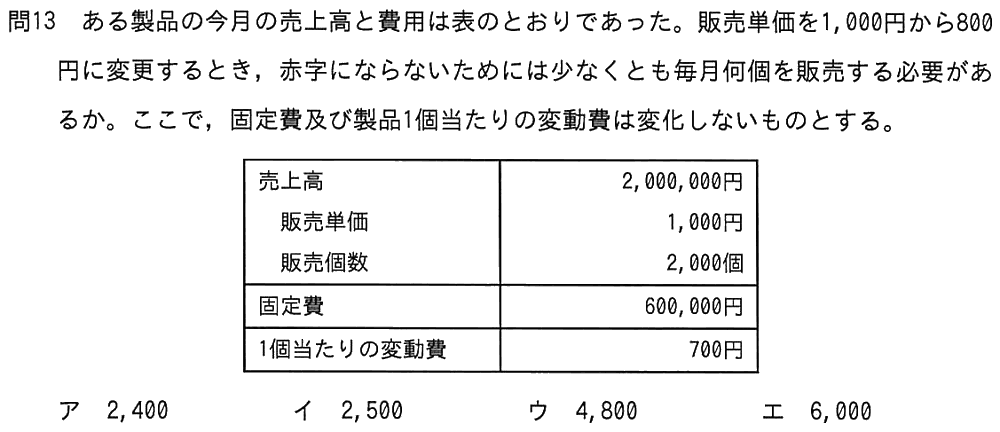 問13　ある製品の今月の売上高と費用は表のとおりであった。販売単価を1,000円から800
円に変更するとき，赤字にならないためには少なくとも毎月何個を販売する必要があ
るか。ここで，固定費及び製品1個当たりの変動費は変化しないものとする。
売上高 2,000,000円
販売単価 1,000円
販売個数 2,000個
固定費 600,000円
1個当たりの変動費 700円
ア 2,400 イ 2,500 ウ 4,800 エ 6,000